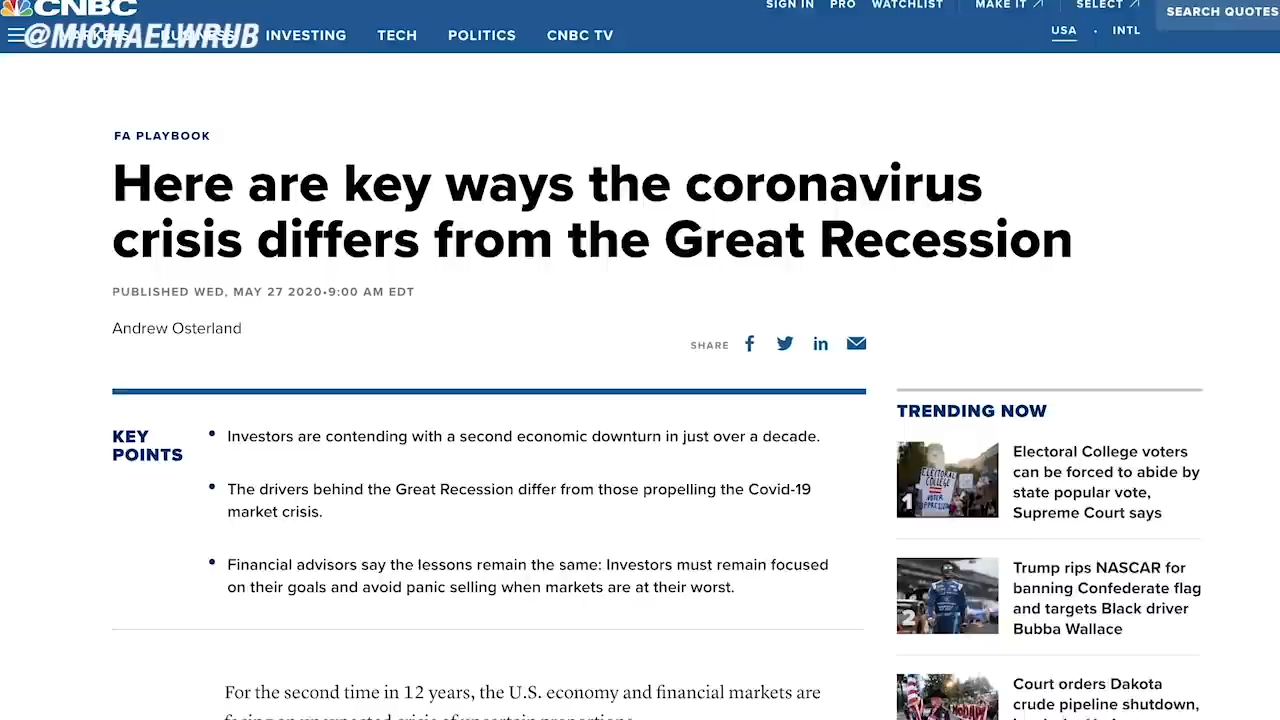 CNBC
SIGN IN PRO WATCHLIST MAKE IT SELECT
SEARCH QUOTES
@MICHAELWRUB
MARKETS BUSINESS INVESTING TECH POLITICS CNBC TV
USA · INTL
FA PLAYBOOK
Here are key ways the coronavirus
crisis differs from the Great Recession
PUBLISHED WED, MAY 27 2020•9:00 AM EDT
Andrew Osterland
SHARE
KEY
POINTS
• Investors are contending with a second economic downturn in just over a decade.
• The drivers behind the Great Recession differ from those propelling the Covid-19
market crisis.
• Financial advisors say the lessons remain the same: Investors must remain focused
on their goals and avoid panic selling when markets are at their worst.
For the second time in 12 years, the U.S. economy and financial markets are
TRENDING NOW
1
ELECTORAL
COLLEGE
=
VOTER
Electoral College voters
can be forced to abide by
state popular vote,
Supreme Court says
2
Trump rips NASCAR for
banning Confederate flag
and targets Black driver
Bubba Wallace
Court orders Dakota
crude pipeline shutdown,